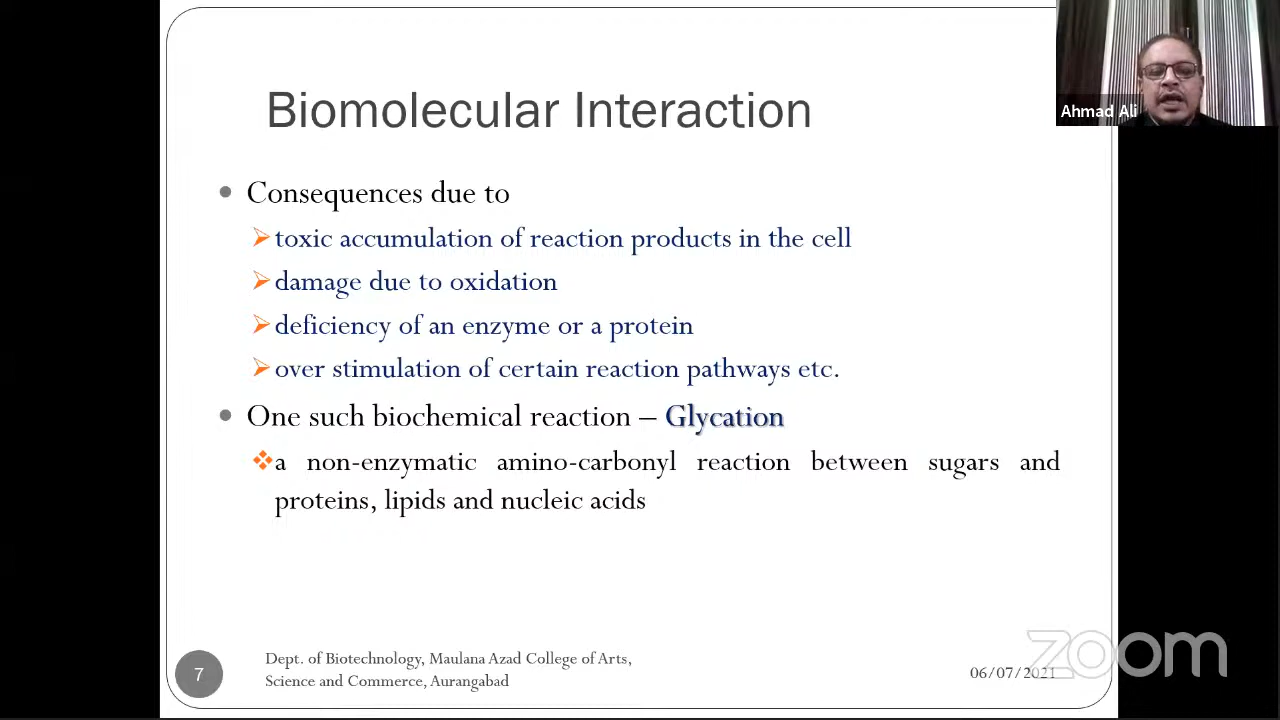 Biomolecular Interaction
Ahmad Ali
Consequences due to
toxic accumulation of reaction products in the cell
damage due to oxidation
deficiency of an enzyme or a protein
over stimulation of certain reaction pathways etc.
One such biochemical reaction – Glycation
a non-enzymatic amino-carbonyl reaction between sugars and
proteins, lipids and nucleic acids
7
Dept. of Biotechnology, Maulana Azad College of Arts,
Science and Commerce, Aurangabad
06/07/2021
zoom